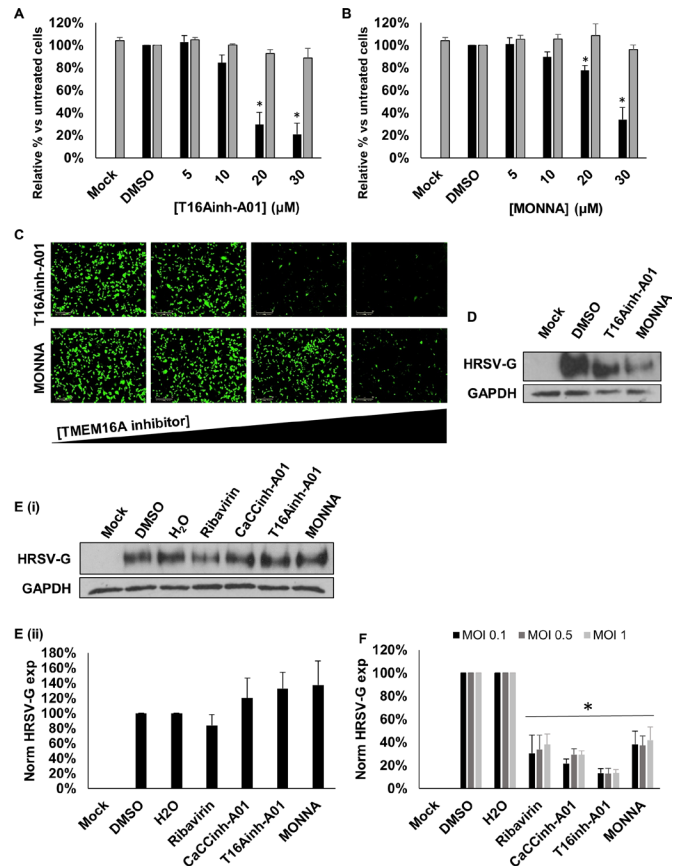 A
Relative % vs untreated cells
120%
100%
80%
60%
40%
20%
0%
* *
Mock DMSO 5 10 20 30
[T16Ainh-A01] (µM)
B
Relative % vs untreated cells
120%
100%
80%
60%
40%
20%
0%
* *
Mock DMSO 5 10 20 30
[MONNA] (µM)
C
T16Ainh-A01
MONNA
[TMEM16A inhibitor]
D
Mock DMSO T16Ainh-A01 MONNA
HRSV-G
GAPDH
E (i)
Mock DMSO H2O Ribavirin CaCCinh-A01 T16Ainh-A01 MONNA
HRSV-G
GAPDH
E (ii)
Norm HRSV-G exp
180%
160%
140%
120%
100%
80%
60%
40%
20%
0%
Mock DMSO H2O Ribavirin CaCCinh-A01 T16Ainh-A01 MONNA
F
MOI 0.1 MOI 0.5 MOI 1
Norm HRSV-G exp
120%
100%
80%
60%
40%
20%
0%
*
Mock DMSO H2O Ribavirin CaCCinh-A01 T16inh-A01 MONNA